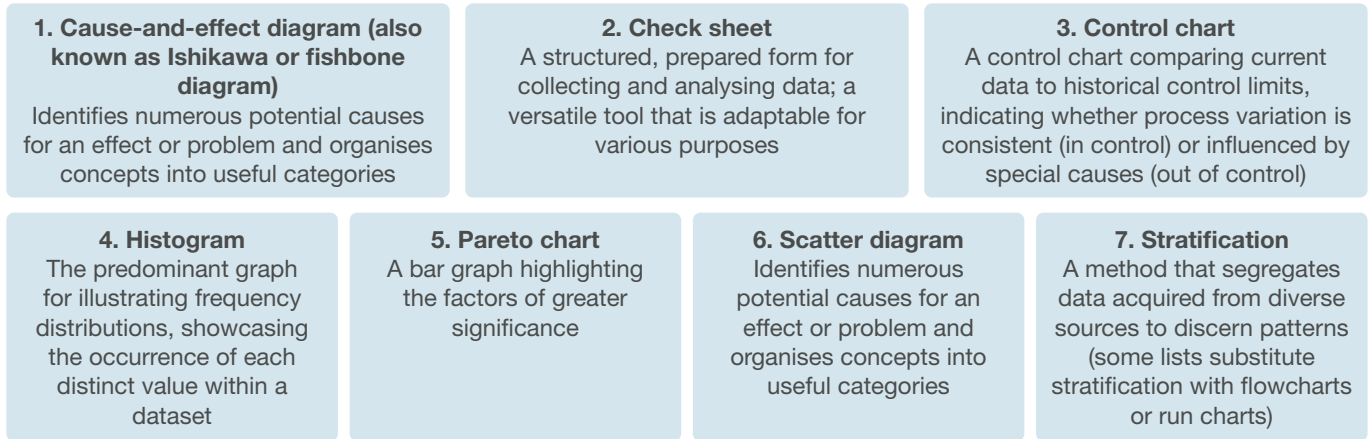 1. Cause-and-effect diagram (also
known as Ishikawa or fishbone
diagram)
Identifies numerous potential causes
for an effect or problem and organises
concepts into useful categories
2. Check sheet
A structured, prepared form for
collecting and analysing data; a
versatile tool that is adaptable for
various purposes
3. Control chart
A control chart comparing current
data to historical control limits,
indicating whether process variation is
consistent (in control) or influenced by
special causes (out of control)
4. Histogram
The predominant graph
for illustrating frequency
distributions, showcasing
the occurrence of each
distinct value within a
dataset
5. Pareto chart
A bar graph highlighting
the factors of greater
significance
6. Scatter diagram
Identifies numerous
potential causes for an
effect or problem and
organises concepts into
useful categories
7. Stratification
A method that segregates
data acquired from diverse
sources to discern patterns
(some lists substitute
stratification with flowcharts
or run charts)